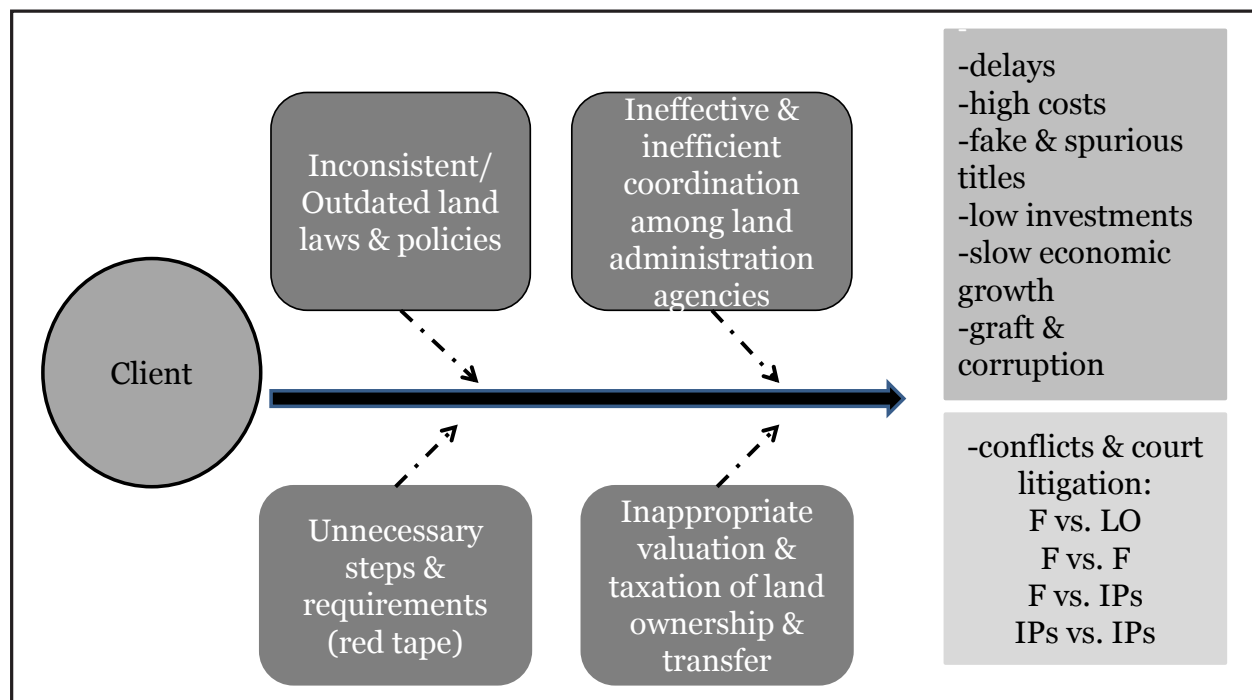 Client
Inconsistent/
Outdated land
laws & policies
Ineffective &
inefficient
coordination
among land
administration
agencies
Unnecessary
steps &
requirements
(red tape)
Inappropriate
valuation &
taxation of land
ownership &
transfer
-
-delays
-high costs
-fake & spurious
titles
-low investments
-slow economic
growth
-graft &
corruption
-conflicts & court
litigation:
F vs. LO
F vs. F
F vs. IPs
IPs vs. IPs